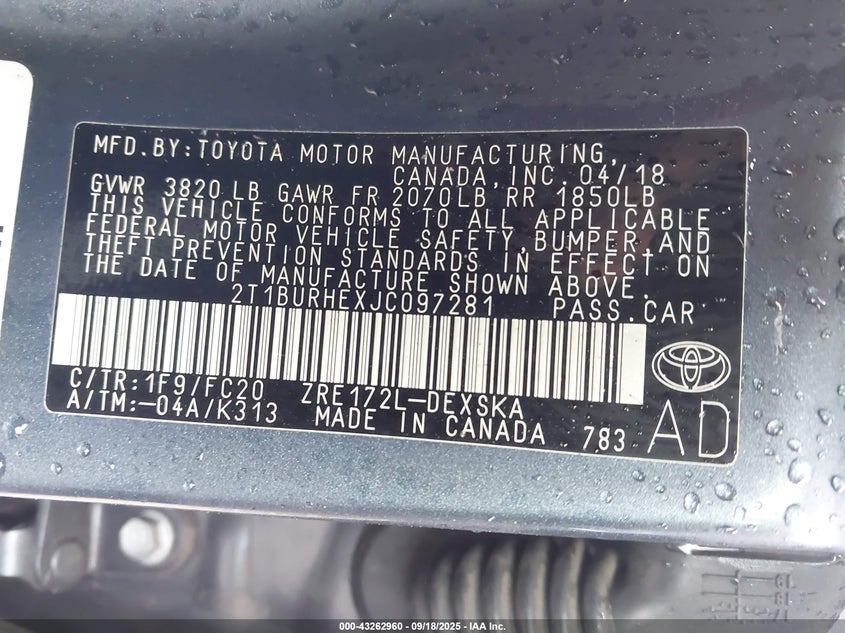 MFD.BY:TOYOTA MOTOR MANUFACTURING,
CANADA,INC. 04/18
GVWR 3820 LB GAWR FR 2070LB RR 1850LB
THIS VEHICLE CONFORMS TO ALL APPLICABLE
FEDERAL MOTOR VEHICLE SAFETY,BUMPER,AND
THEFT PREVENTION STANDARDS IN EFFECT ON
THE DATE OF MANUFACTURE SHOWN ABOVE.
2T1BURHEXJC097281 PASS.CAR
C/TR:1F9/FC20 ZRE172L-DEXSKA
A/TM:-04A/K313 MADE IN CANADA 783 AD
000-43262960 - 09/18/2025 - IAA Inc.